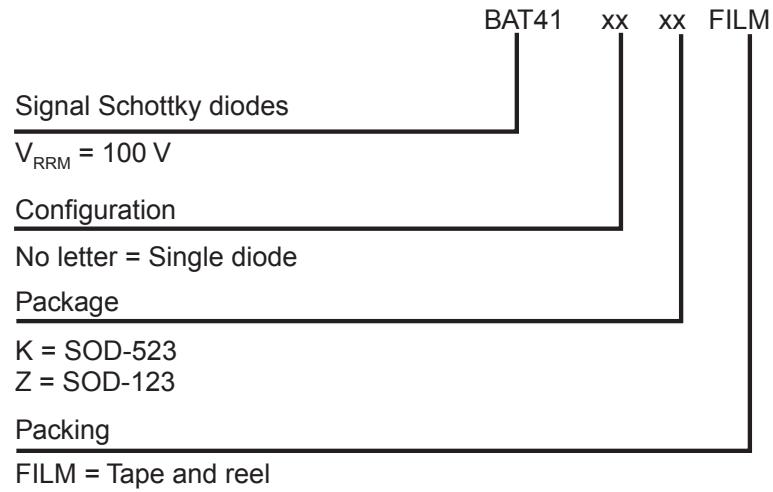 BAT41 xx xx FILM
Signal Schottky diodes
V_RRM = 100 V
Configuration
No letter = Single diode
Package
K = SOD-523
Z = SOD-123
Packing
FILM = Tape and reel